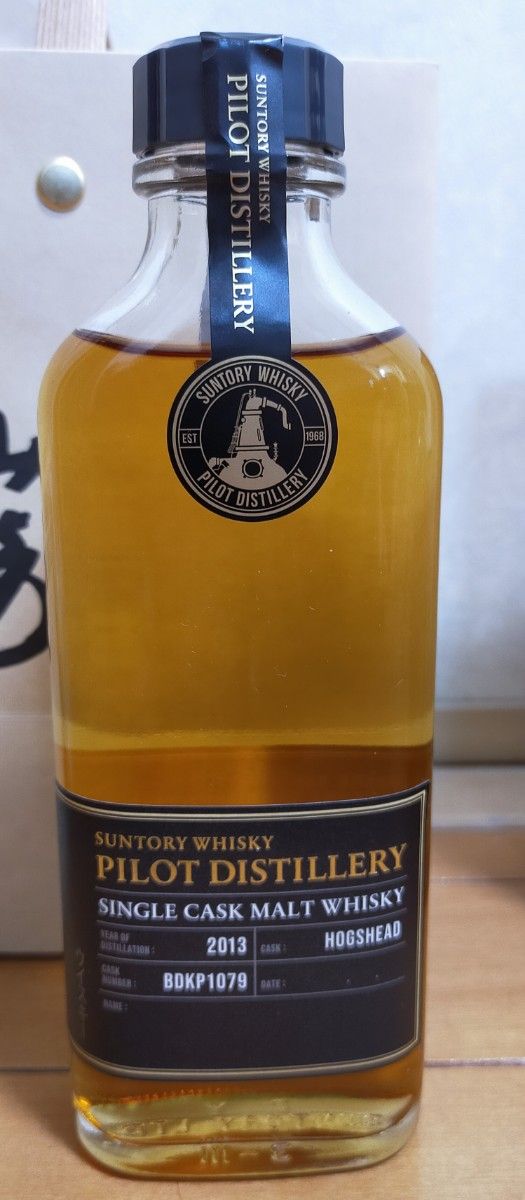 SUNTORY WHISKY
PILOT DISTILLERY
SUNTORY WHISKY
EST 1968
PILOT DISTILLERY
SUNTORY WHISKY
PILOT DISTILLERY
SINGLE CASK MALT WHISKY
YEAR OF DISTILLATION : 2013 CASK : HOGSHEAD
CASK NUMBER : BDKP1079 DATE :
NAME :